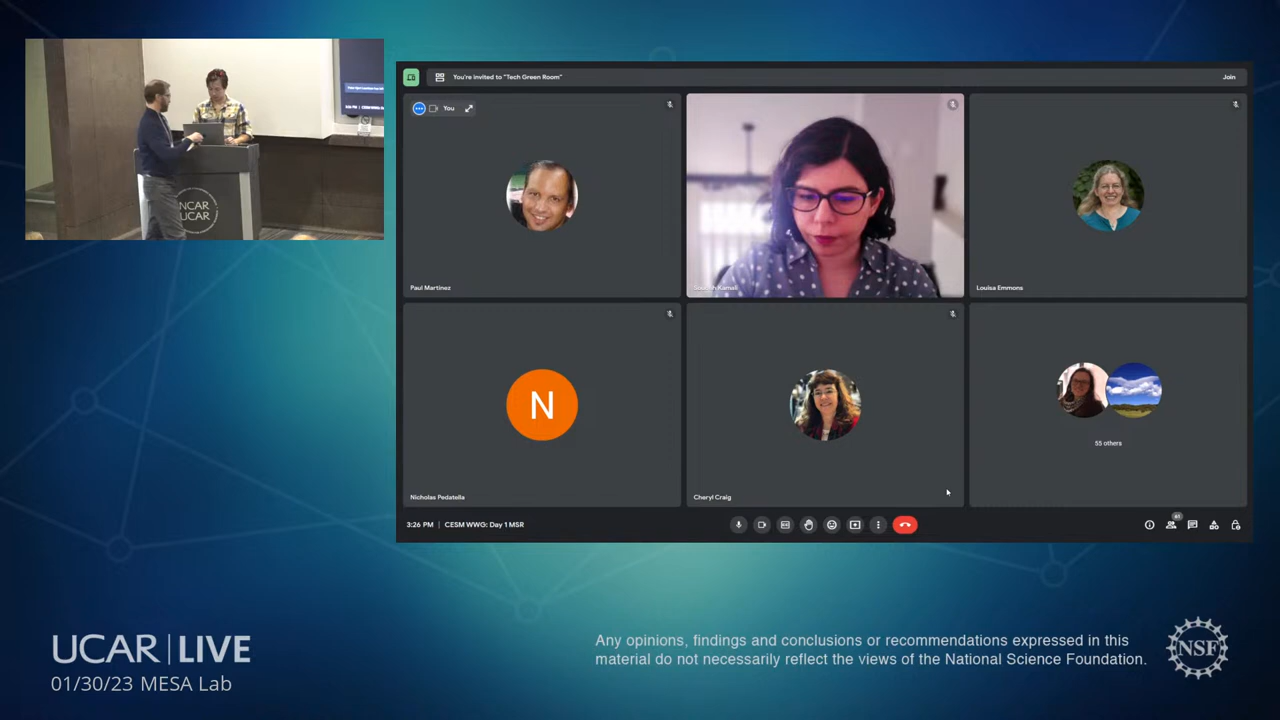 You're invited to "Tech Green Room"
Join
You
Paul Martinez
Kamali
Louisa Emmons
N
Nicholas Pedatella
Cheryl Craig
55 others
3:26 PM | CESM WWG: Day 1 MSR
61
NCAR
UCAR
UCAR | LIVE
01/30/23 MESA Lab
Any opinions, findings and conclusions or recommendations expressed in this
material do not necessarily reflect the views of the National Science Foundation.
NSF